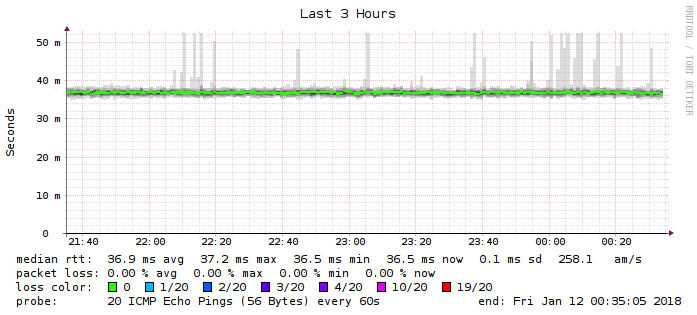 Last 3 Hours
RRDTOOL / TOBI OETIKER
Seconds
50 m
40 m
30 m
20 m
10 m
0
21:40 22:00 22:20 22:40 23:00 23:20 23:40 00:00 00:20
median rtt: 36.9 ms avg 37.2 ms max 36.5 ms min 36.5 ms now 0.1 ms sd 258.1 am/s
packet loss: 0.00 % avg 0.00 % max 0.00 % min 0.00 % now
loss color: 0 1/20 2/20 3/20 4/20 10/20 19/20
probe: 20 ICMP Echo Pings (56 Bytes) every 60s end: Fri Jan 12 00:35:05 2018